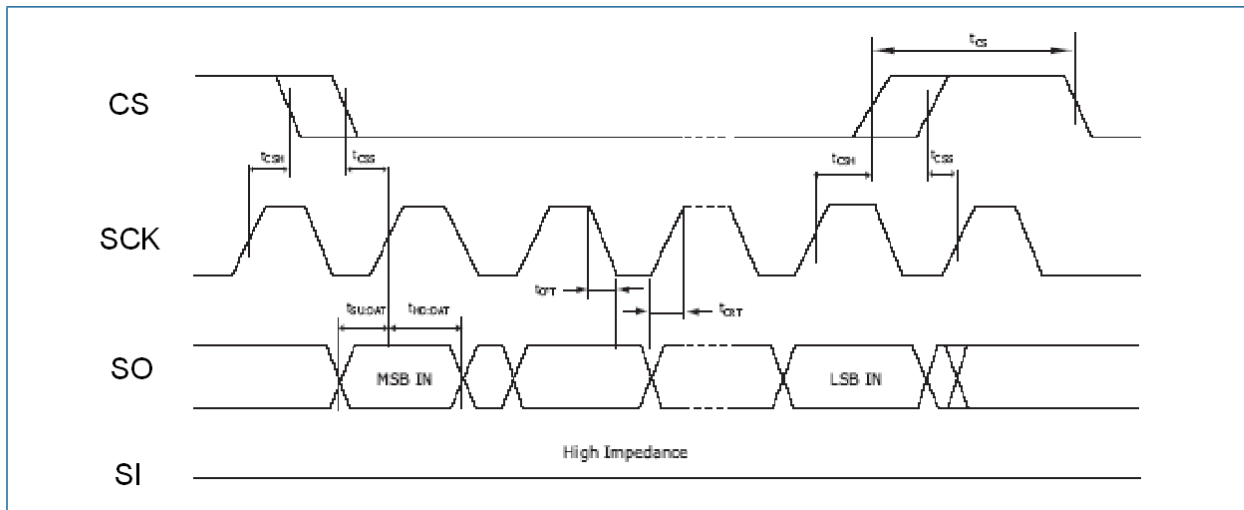 tCS
CS
tCSH
tCSS
tCSH
tCSS
SCK
tCFT
tCRT
tSU:DAT
tHD:DAT
SO
MSB IN
LSB IN
High Impedance
SI